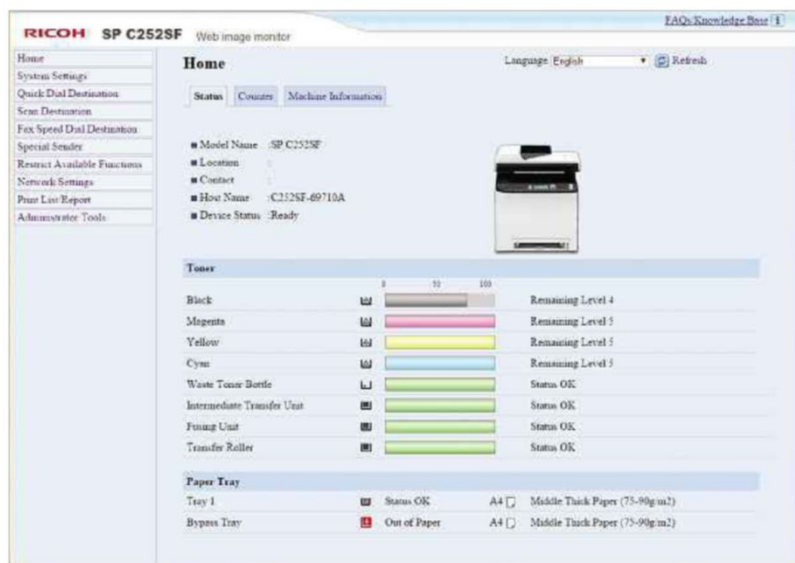 FAQs/Knowledge Base
RICOH SP C252SF Web image monitor
Home
System Settings
Quick Dial Destination
Scan Destination
Fax Speed Dial Destination
Special Sender
Restrict Available Functions
Network Settings
Print List/Report
Administrator Tools
Home
Language English Refresh
Status Counter Machine Information
Model Name :SP C252SF
Location :
Contact :
Host Name :C252SF-69710A
Device Status :Ready
Toner
0 50 100
Black Remaining Level 4
Magenta Remaining Level 5
Yellow Remaining Level 5
Cyan Remaining Level 5
Waste Toner Bottle Status OK
Intermediate Transfer Unit Status OK
Fusing Unit Status OK
Transfer Roller Status OK
Paper Tray
Tray 1 Status OK A4 Middle Thick Paper (75-90g/m2)
Bypass Tray Out of Paper A4 Middle Thick Paper (75-90g/m2)